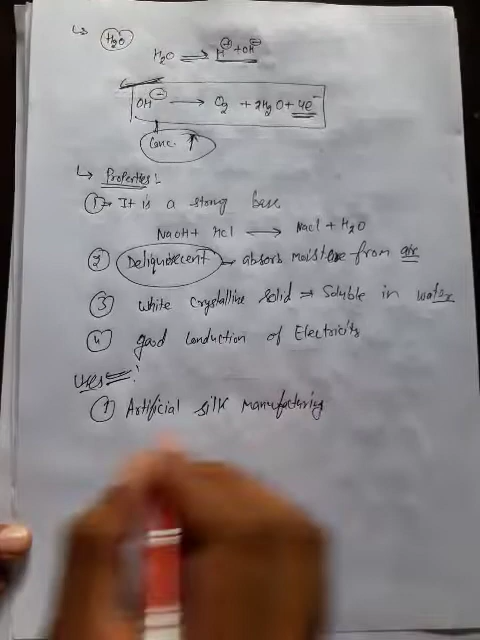 ↳ H₂O
H₂O ⇌ H⊕ + OH⊖
OH⊖ → O₂ + 2H₂O + 4e⁻
Conc. ↑
↳ Properties:
① → It is a strong base
NaOH + HCl → NaCl + H₂O
② Deliquescent → absorb moisture from air
③ White crystalline solid ⇒ Soluble in water
④ good Conduction of Electricity
Uses:
① Artificial silk manufacturing